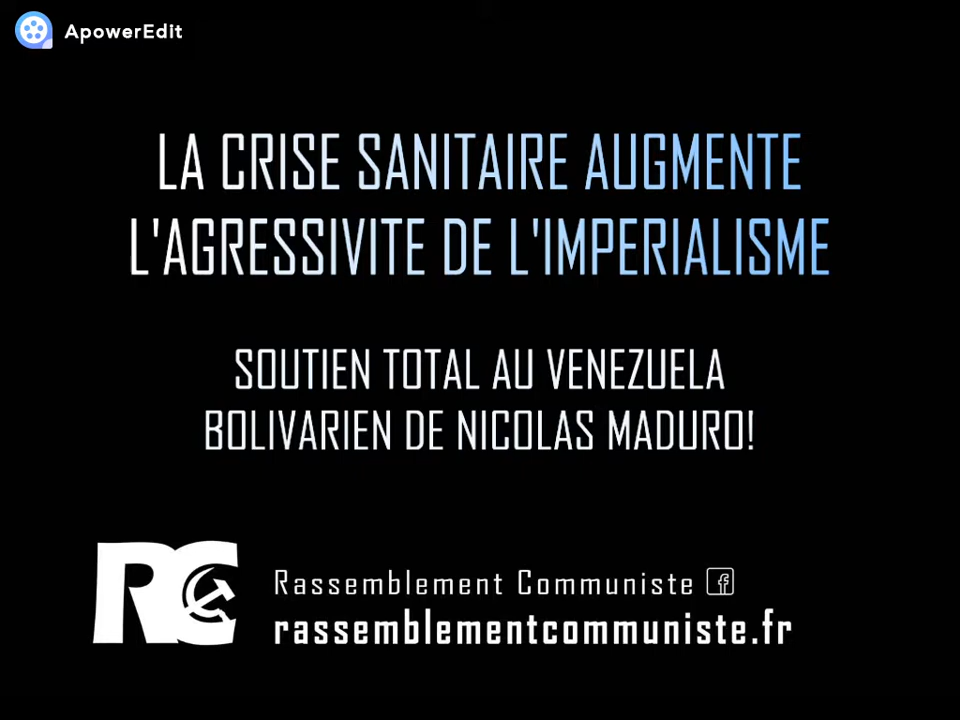 ApowerEdit
LA CRISE SANITAIRE AUGMENTE
L'AGRESSIVITE DE L'IMPERIALISME
SOUTIEN TOTAL AU VENEZUELA
BOLIVARIEN DE NICOLAS MADURO!
RC
Rassemblement Communiste
rassemblementcommuniste.fr